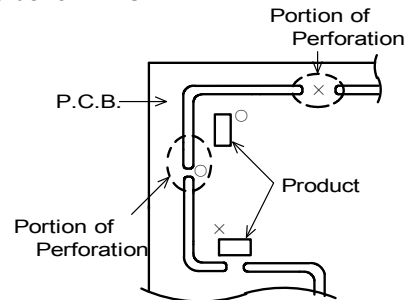 Portion of
Perforation
P.C.B.
×
○
○
Product
Portion of
Perforation
×